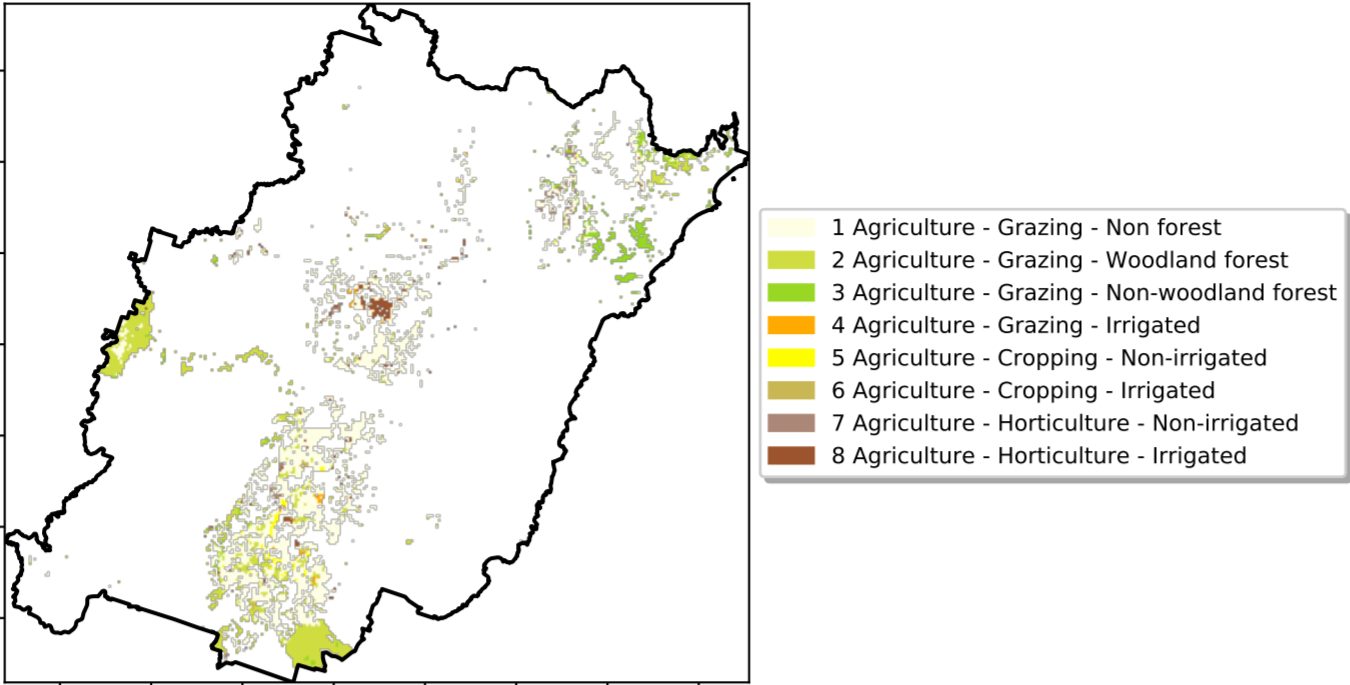 1 Agriculture - Grazing - Non forest
2 Agriculture - Grazing - Woodland forest
3 Agriculture - Grazing - Non-woodland forest
4 Agriculture - Grazing - Irrigated
5 Agriculture - Cropping - Non-irrigated
6 Agriculture - Cropping - Irrigated
7 Agriculture - Horticulture - Non-irrigated
8 Agriculture - Horticulture - Irrigated